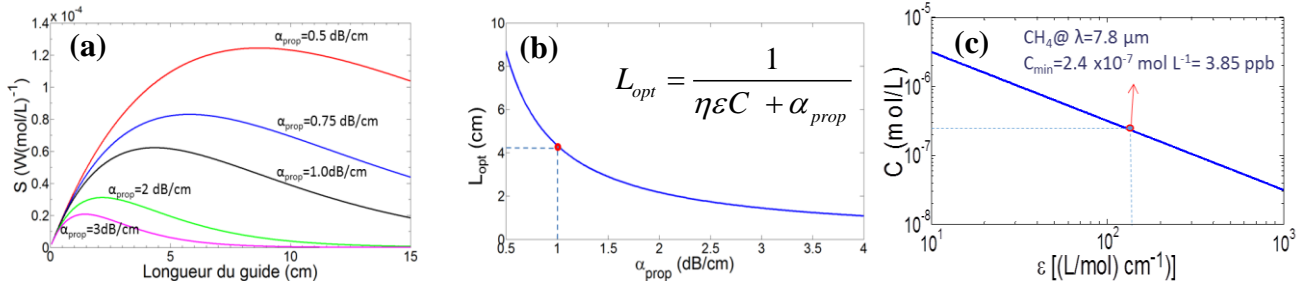 (a)
1.4 x 10⁻⁴
1.2
1
0.8
0.6
0.4
0.2
0
S (W(mol/L)⁻¹)
α_prop=0.5 dB/cm
α_prop=0.75 dB/cm
α_prop=1.0dB/cm
α_prop=2 dB/cm
α_prop=3dB/cm
0 5 10 15
Longueur du guide (cm)
(b)
L_opt = 1 / (ηεC + α_prop)
10
8
6
4
2
0
L_opt (cm)
0.5 1 1.5 2 2.5 3 3.5 4
α_prop (dB/cm)
(c)
CH₄@ λ=7.8 μm
C_min=2.4 x10⁻⁷ mol L⁻¹= 3.85 ppb
10⁻⁵
10⁻⁶
10⁻⁷
10⁻⁸
C (mol/L)
10¹ 10² 10³
ε [(L/mol) cm⁻¹)]